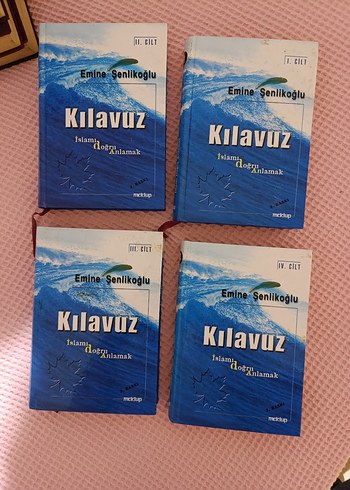 II. CİLT
Emine Şenlikoğlu
Kılavuz
İslamı doğru Anlamak
mektup
I. CİLT
Emine Şenlikoğlu
Kılavuz
İslamı doğru Anlamak
mektup
III. CİLT
Emine Şenlikoğlu
Kılavuz
İslamı doğru Anlamak
mektup
IV. CİLT
Emine Şenlikoğlu
Kılavuz
İslamı doğru Anlamak
mektup